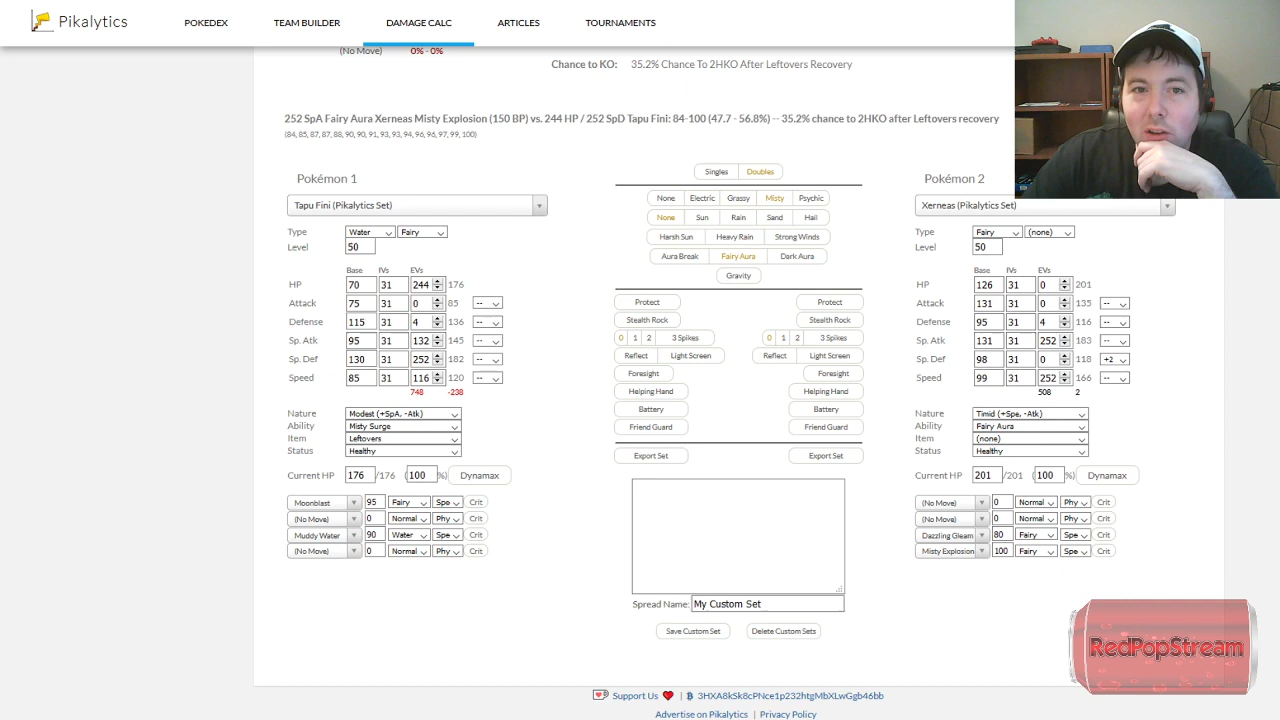 Pikalytics
POKEDEX TEAM BUILDER DAMAGE CALC ARTICLES TOURNAMENTS
(No Move) 0% - 0%
Chance to KO: 35.2% Chance To 2HKO After Leftovers Recovery
252 SpA Fairy Aura Xerneas Misty Explosion (150 BP) vs. 244 HP / 252 SpD Tapu Fini: 84-100 (47.7 - 56.8%) -- 35.2% chance to 2HKO after Leftovers recovery
(84, 85, 87, 87, 88, 90, 90, 91, 93, 93, 94, 96, 96, 97, 99, 100)
Pokémon 1
Tapu Fini (Pikalytics Set)
Type Water Fairy
Level 50
Base IVs EVs
HP 70 31 244 176
Attack 75 31 0 85 --
Defense 115 31 4 136 --
Sp. Atk 95 31 132 145 --
Sp. Def 130 31 252 182 --
Speed 85 31 116 120 --
748 -238
Nature Modest (+SpA, -Atk)
Ability Misty Surge
Item Leftovers
Status Healthy
Current HP 176 /176 (100 %) Dynamax
Moonblast 95 Fairy Spe Crit
(No Move) 0 Normal Phy Crit
Muddy Water 90 Water Spe Crit
(No Move) 0 Normal Phy Crit
Singles Doubles
None Electric Grassy Misty Psychic
None Sun Rain Sand Hail
Harsh Sun Heavy Rain Strong Winds
Aura Break Fairy Aura Dark Aura
Gravity
Protect Protect
Stealth Rock Stealth Rock
0 1 2 3 Spikes 0 1 2 3 Spikes
Reflect Light Screen Reflect Light Screen
Foresight Foresight
Helping Hand Helping Hand
Battery Battery
Friend Guard Friend Guard
Export Set Export Set
Spread Name: My Custom Set
Save Custom Set Delete Custom Sets
Pokémon 2
Xerneas (Pikalytics Set)
Type Fairy (none)
Level 50
Base IVs EVs
HP 126 31 0 201
Attack 131 31 0 135 --
Defense 95 31 4 116 --
Sp. Atk 131 31 252 183 --
Sp. Def 98 31 0 118 +2
Speed 99 31 252 166 --
508 2
Nature Timid (+Spe, -Atk)
Ability Fairy Aura
Item (none)
Status Healthy
Current HP 201 /201 (100 %) Dynamax
(No Move) 0 Normal Phy Crit
(No Move) 0 Normal Phy Crit
Dazzling Gleam 80 Fairy Spe Crit
Misty Explosion 100 Fairy Spe Crit
RedPopStream
Support Us | 3HXA8kSk8cPNce1p232htgMbXLwGgb46bb
Advertise on Pikalytics | Privacy Policy